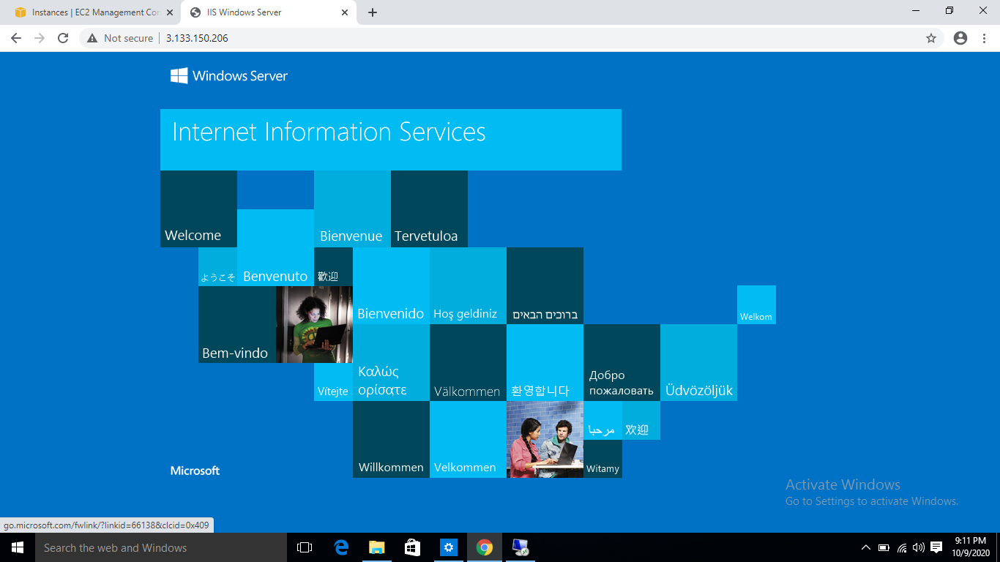 Instances | EC2 Management Con
IIS Windows Server
Not secure
3.133.150.206
Windows Server
Internet Information Services
Welcome
Bienvenue
Tervetuloa
ようこそ
Benvenuto
歡迎
Bienvenido
Hoş geldiniz
ברוכים הבאים
Welkom
Bem-vindo
Vítejte
Καλώς
ορίσατε
Välkommen
환영합니다
Добро
пожаловать
Üdvözöljük
Willkommen
Velkommen
مرحبا
欢迎
Witamy
Microsoft
Activate Windows
Go to Settings to activate Windows.
go.microsoft.com/fwlink/?linkid=66138&clcid=0x409
Search the web and Windows
9:11 PM
10/9/2020